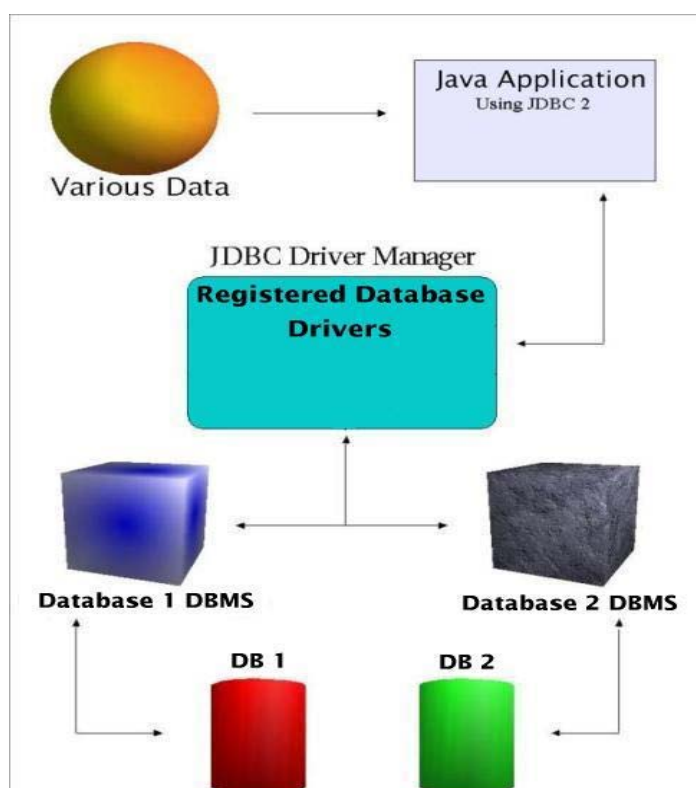 Java Application
Using JDBC 2
Various Data
JDBC Driver Manager
Registered Database
Drivers
Database 1 DBMS
Database 2 DBMS
DB 1
DB 2